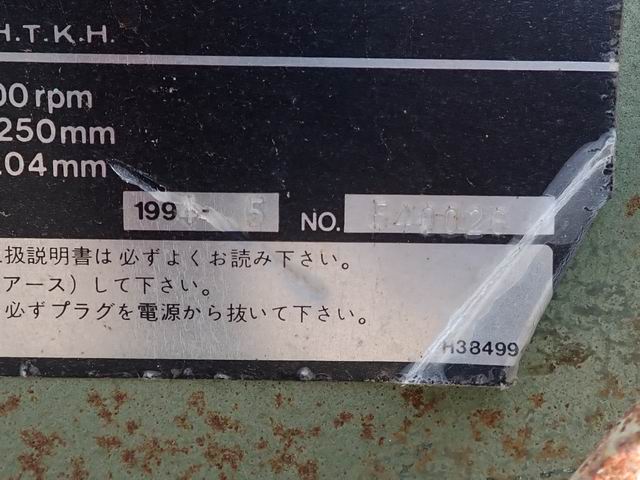 H.T.K.H.
00 rpm
250mm
.04mm
199 - 5 NO.
扱説明書は必ずよくお読み下さい。
アース）して下さい。
必ずプラグを電源から抜いて下さい。
H38499